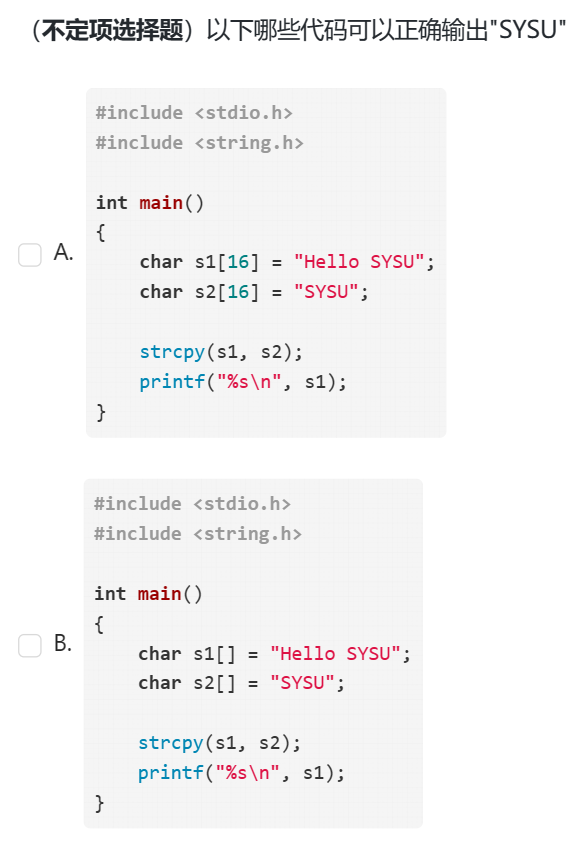 （不定项选择题）以下哪些代码可以正确输出"SYSU"
A.
#include <stdio.h>
#include <string.h>
int main()
{
    char s1[16] = "Hello SYSU";
    char s2[16] = "SYSU";
    strcpy(s1, s2);
    printf("%s\n", s1);
}
B.
#include <stdio.h>
#include <string.h>
int main()
{
    char s1[] = "Hello SYSU";
    char s2[] = "SYSU";
    strcpy(s1, s2);
    printf("%s\n", s1);
}